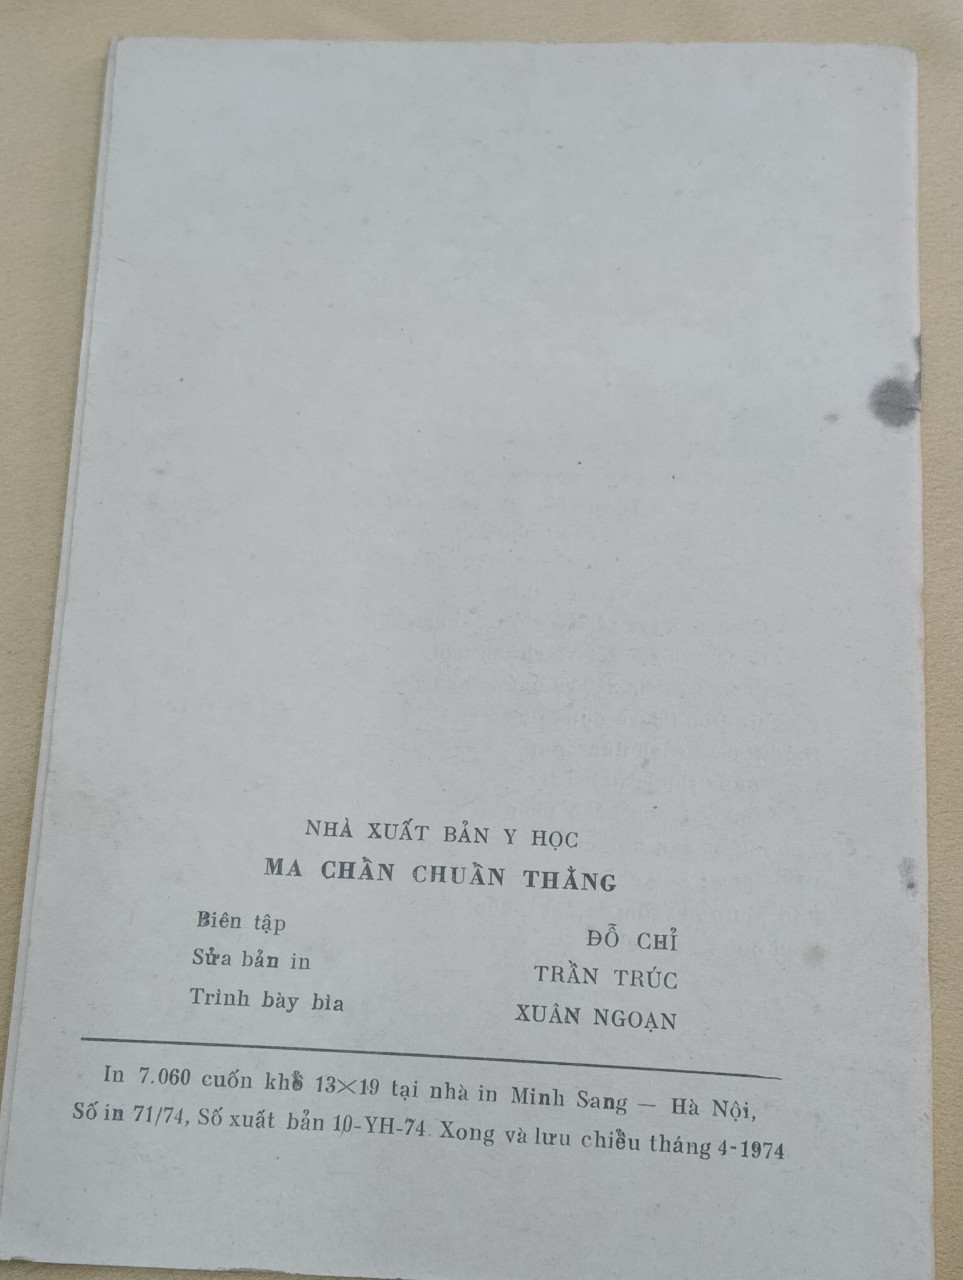 NHÀ XUẤT BẢN Y HỌC
MA CHẨN CHUẨN THẰNG
Biên tập ĐỖ CHỈ
Sửa bản in TRẦN TRÚC
Trình bày bìa XUÂN NGOẠN
In 7.060 cuốn khổ 13×19 tại nhà in Minh Sang — Hà Nội,
Số in 71/74, Số xuất bản 10-YH-74. Xong và lưu chiểu tháng 4-1974